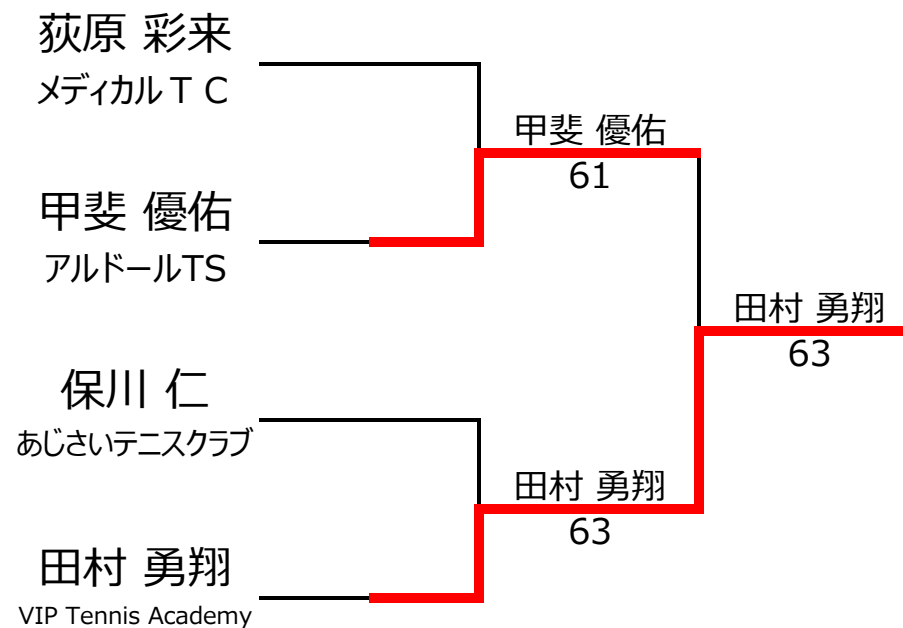 荻原 彩来
メディカルＴＣ
甲斐 優佑
61
甲斐 優佑
アルドールTS
田村 勇翔
63
保川 仁
あじさいテニスクラブ
田村 勇翔
63
田村 勇翔
VIP Tennis Academy